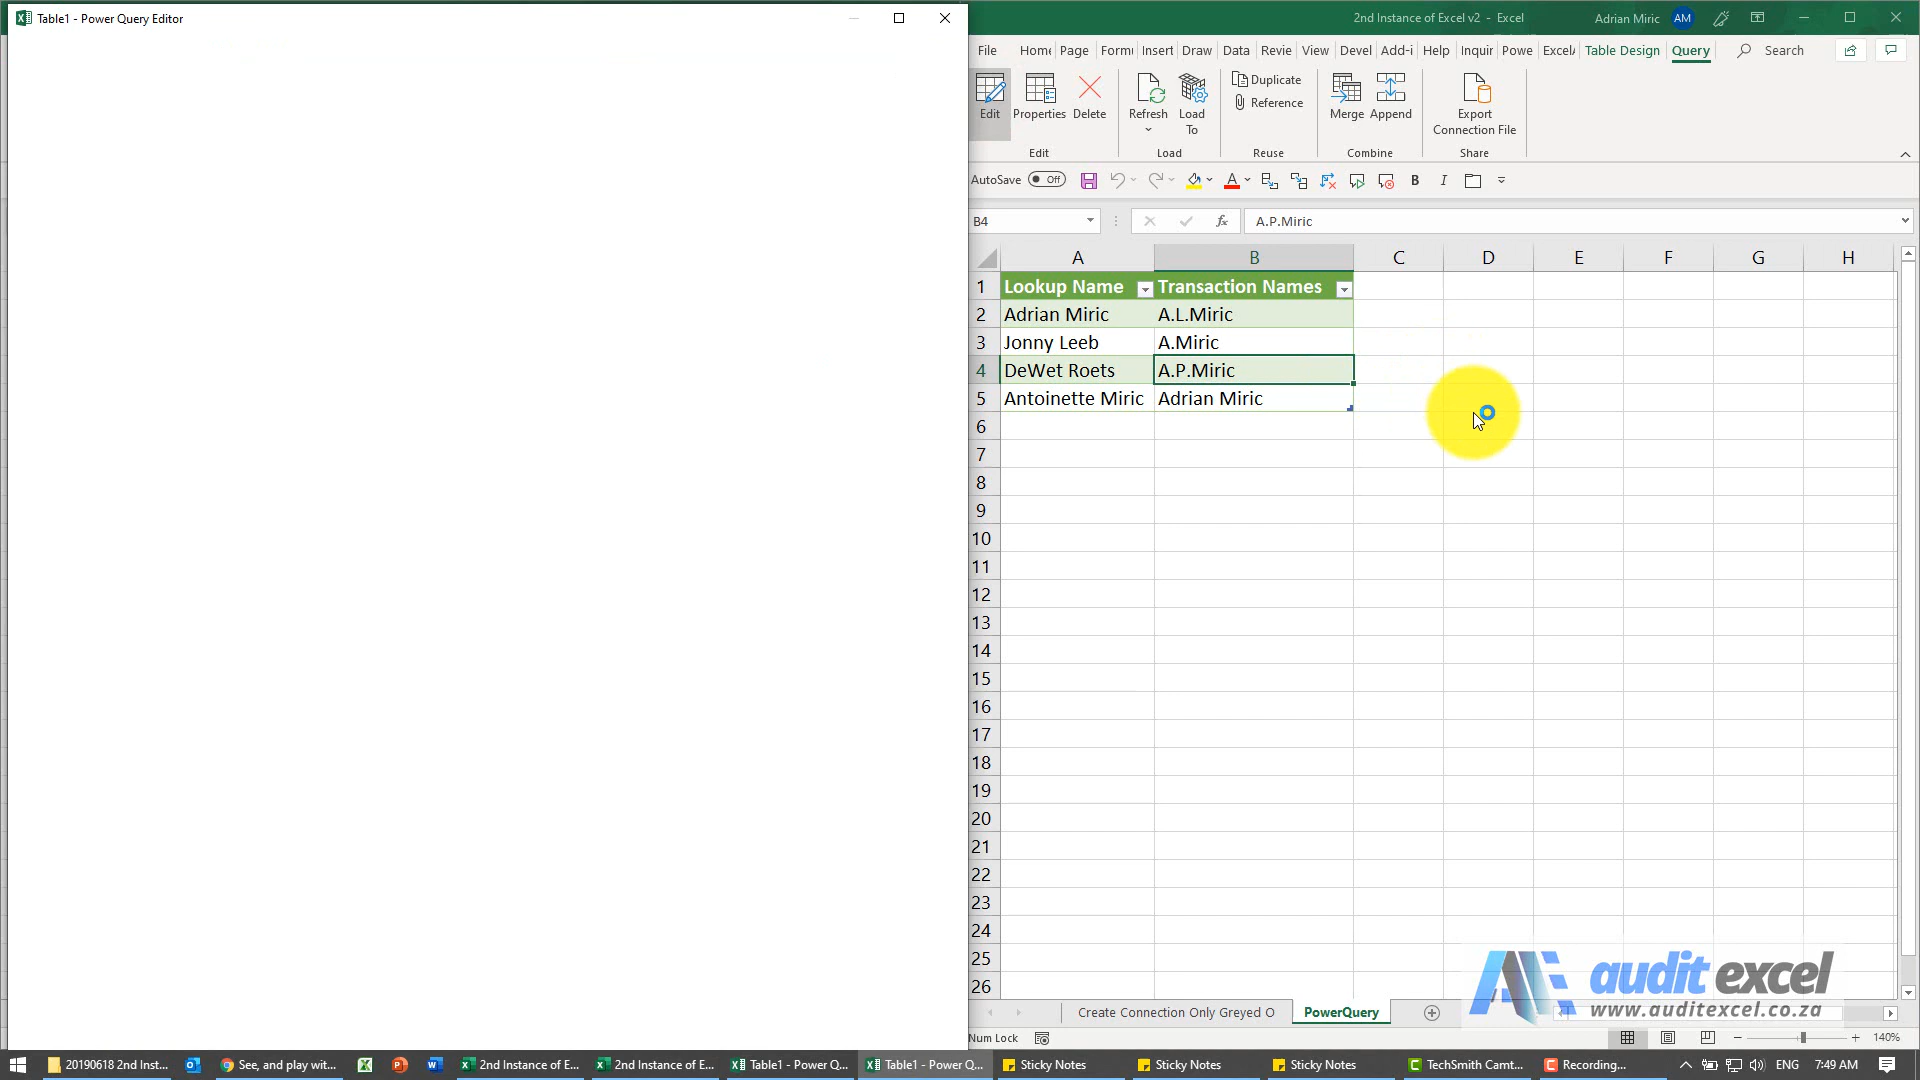 Table1 - Power Query Editor
2nd Instance of Excel v2 - Excel
Adrian Miric AM
File Home Page Formu Insert Draw Data Revie View Devel Add-i Help Inquir Powe Excel Table Design Query Search
Edit
Properties
Delete
Refresh
Load To
Duplicate
Reference
Merge
Append
Export Connection File
Edit
Load
Reuse
Combine
Share
AutoSave Off
A B I
B4
fx A.P.Miric
A B C D E F G H
1 Lookup Name Transaction Names
2 Adrian Miric A.L.Miric
3 Jonny Leeb A.Miric
4 DeWet Roets A.P.Miric
5 Antoinette Miric Adrian Miric
6
7
8
9
10
11
12
13
14
15
16
17
18
19
20
21
22
23
24
25
26
audit excel
www.auditexcel.co.za
Create Connection Only Greyed O PowerQuery
Num Lock
140%
20190618 2nd Inst...
See, and play wit...
2nd Instance of E...
2nd Instance of E...
Table1 - Power Q...
Table1 - Power Q...
Sticky Notes
Sticky Notes
Sticky Notes
TechSmith Camt...
Recording...
ENG
7:49 AM